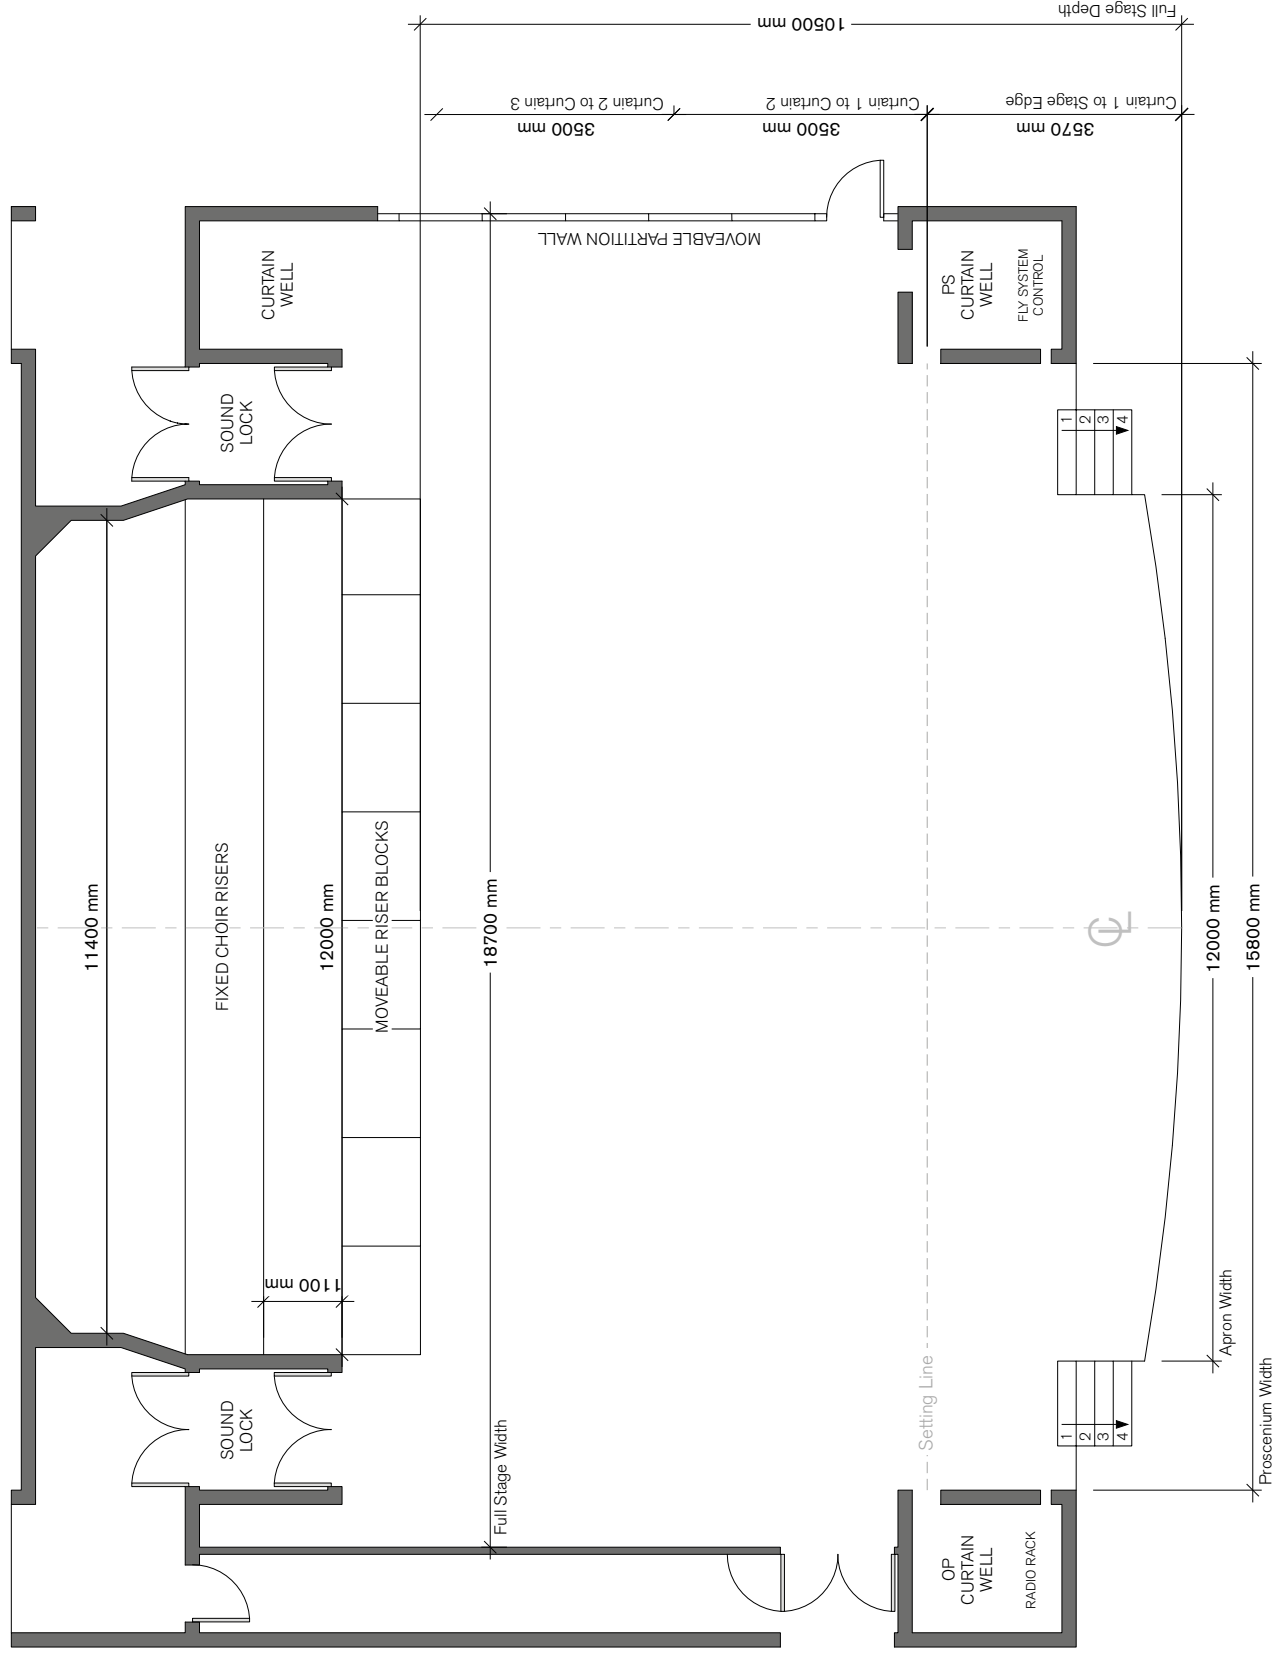 Full Stage Depth
10500 mm
Curtain 1 to Stage Edge
3570 mm
Curtain 1 to Curtain 2
3500 mm
Curtain 2 to Curtain 3
3500 mm
CURTAIN
WELL
MOVEABLE PARTITION WALL
PS
CURTAIN
WELL
FLY SYSTEM
CONTROL
SOUND
LOCK
1
2
3
4
11400 mm
FIXED CHOIR RISERS
12000 mm
MOVEABLE RISER BLOCKS
18700 mm
Full Stage Width
1100 mm
CL
12000 mm
Apron Width
15800 mm
Proscenium Width
Setting Line
SOUND
LOCK
1
2
3
4
OP
CURTAIN
WELL
RADIO RACK